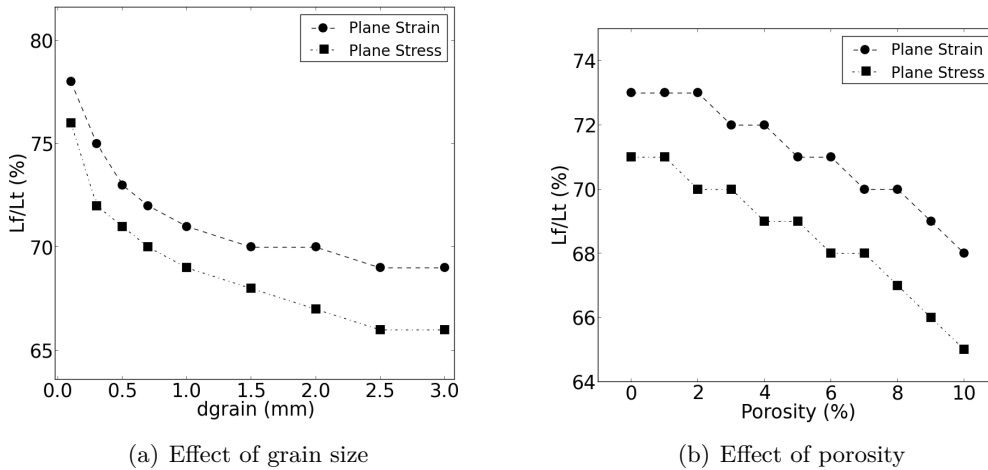 Plane Strain
Plane Stress
80
75
70
65
Lf/Lt (%)
0.0 0.5 1.0 1.5 2.0 2.5 3.0
dgrain (mm)
(a) Effect of grain size
Plane Strain
Plane Stress
74
72
70
68
66
64
Lf/Lt (%)
0 2 4 6 8 10
Porosity (%)
(b) Effect of porosity